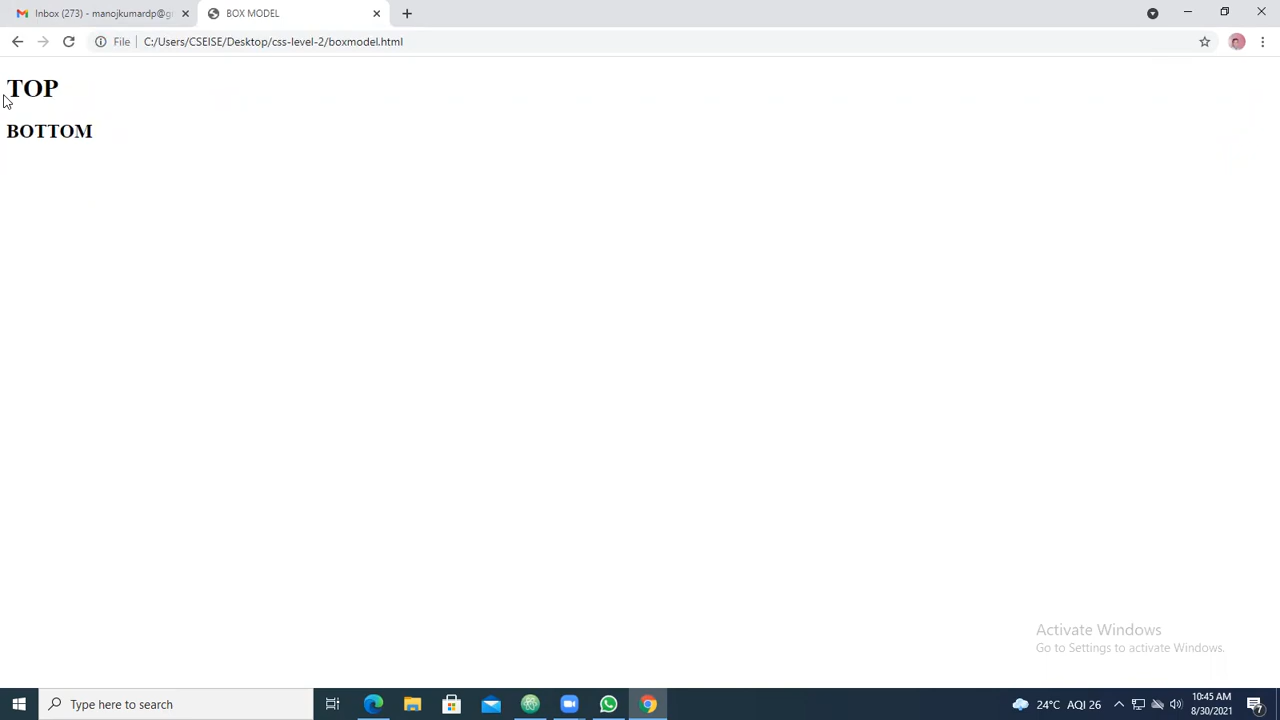 Inbox (273) - manojkumardp@g
BOX MODEL
File
C:/Users/CSEISE/Desktop/css-level-2/boxmodel.html
TOP
BOTTOM
Activate Windows
Go to Settings to activate Windows.
Type here to search
24°C AQI 26
10:45 AM
8/30/2021
7